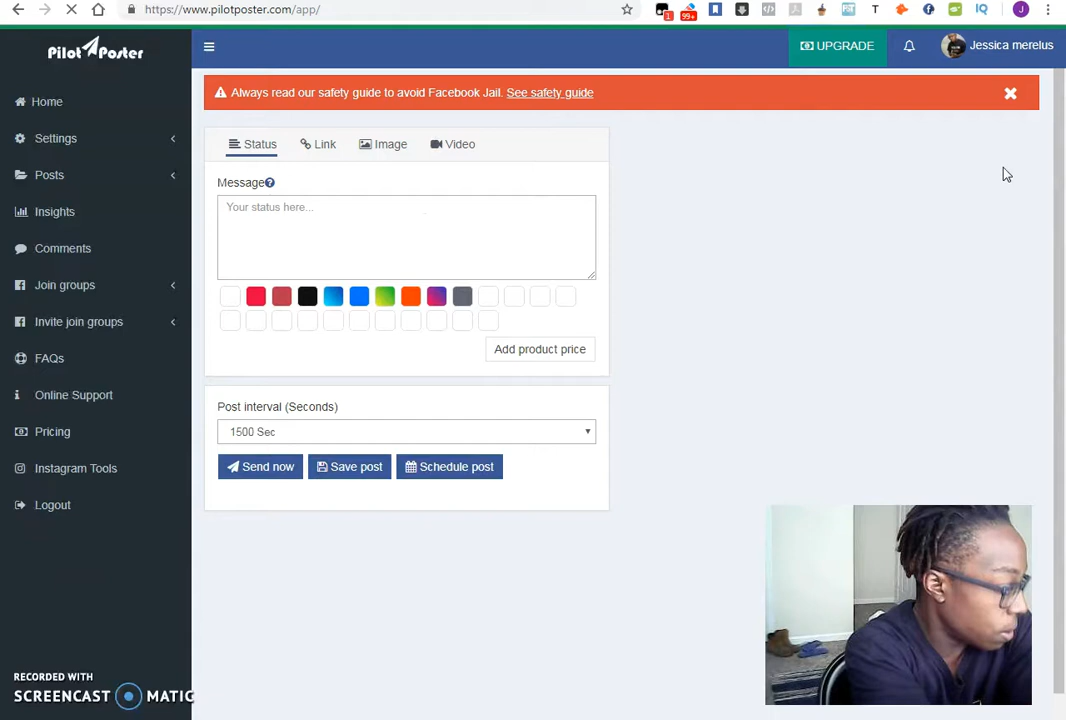 https://www.pilotposter.com/app/
1
99+
T
IQ
J
Pilot Poster
UPGRADE
Jessica merelus
Always read our safety guide to avoid Facebook Jail. See safety guide
Home
Settings
Posts
Insights
Comments
Join groups
Invite join groups
FAQs
Online Support
Pricing
Instagram Tools
Logout
Status Link Image Video
Message
Your status here...
Add product price
Post interval (Seconds)
1500 Sec
Send now Save post Schedule post
RECORDED WITH
SCREENCAST MATIC